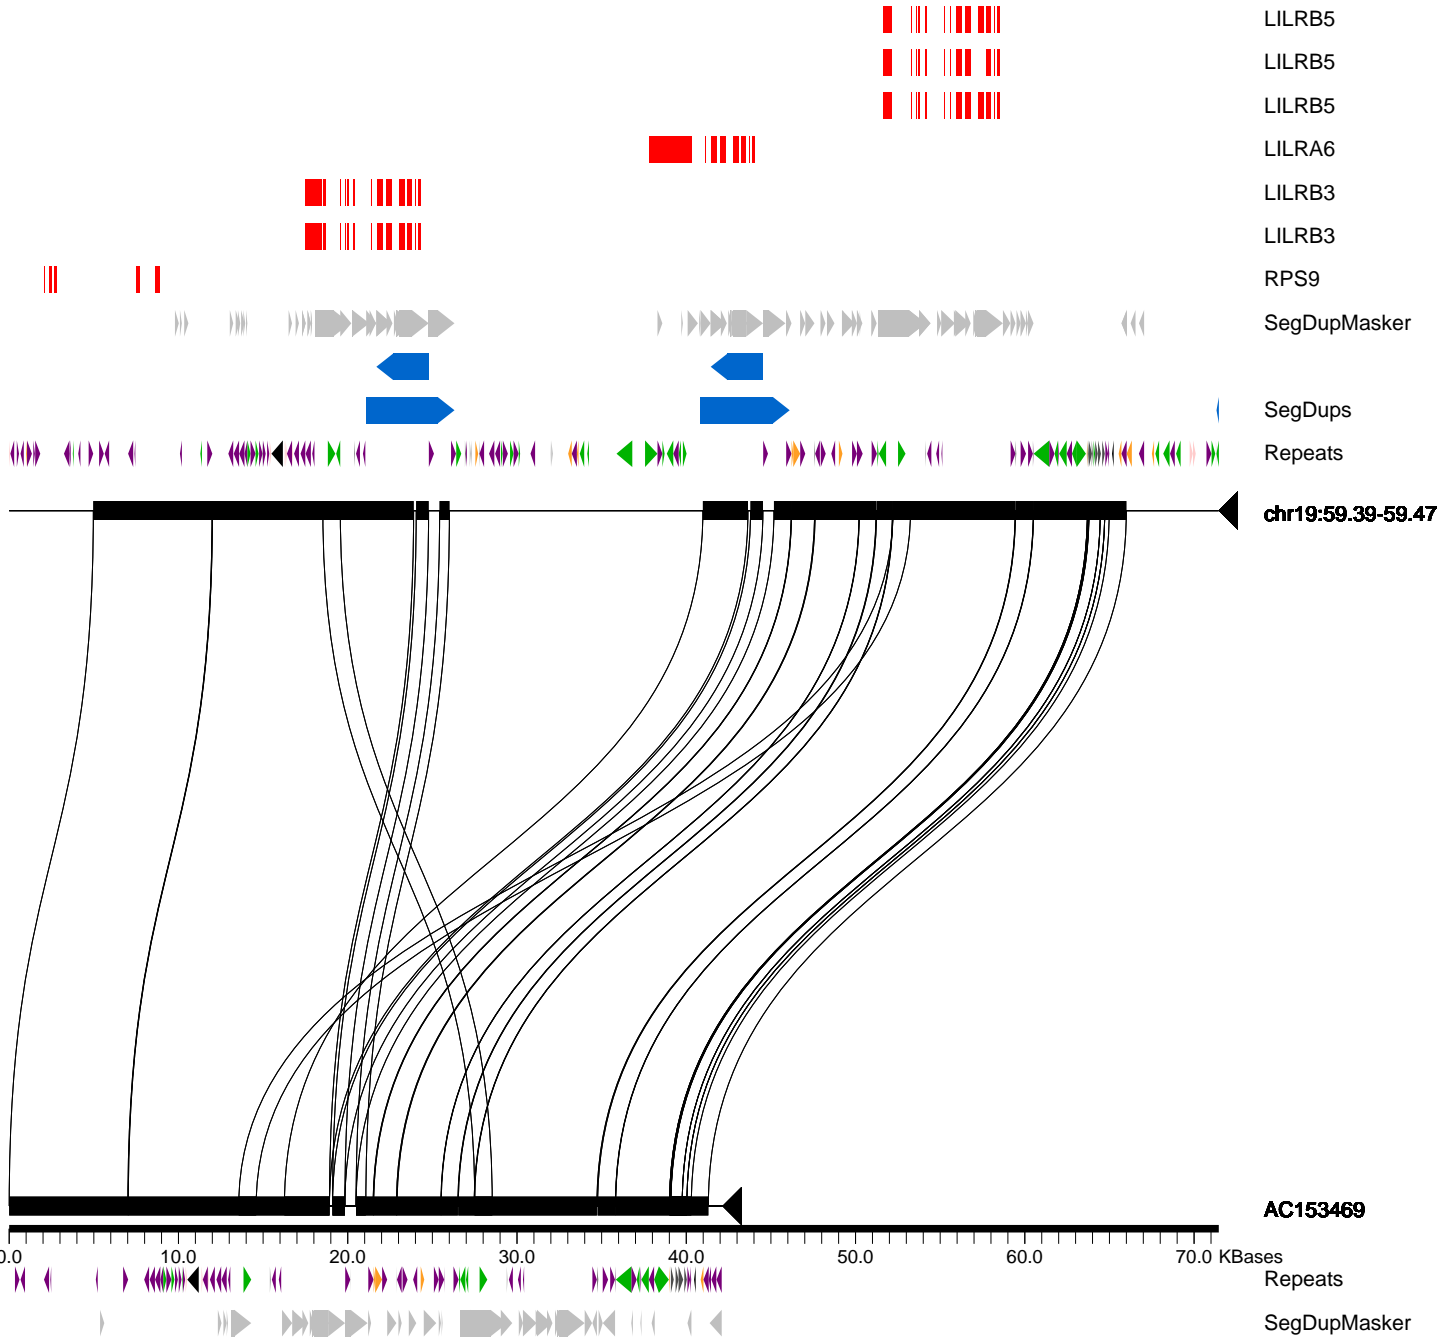 LILRB5
LILRB5
LILRB5
LILRA6
LILRB3
LILRB3
RPS9
SegDupMasker
SegDups
Repeats
chr19:59.39-59.47
AC153469
0.0 10.0 20.0 30.0 40.0 50.0 60.0 70.0 KBases
Repeats
SegDupMasker